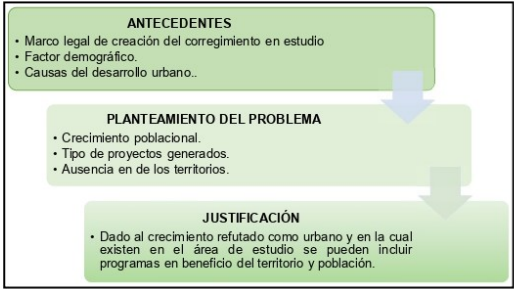 ANTECEDENTES
• Marco legal de creación del corregimiento en estudio
• Factor demográfico.
• Causas del desarrollo urbano..
PLANTEAMIENTO DEL PROBLEMA
• Crecimiento poblacional.
• Tipo de proyectos generados.
• Ausencia en de los territorios.
JUSTIFICACIÓN
• Dado al crecimiento refutado como urbano y en la cual
existen en el área de estudio se pueden incluir
programas en beneficio del territorio y población.